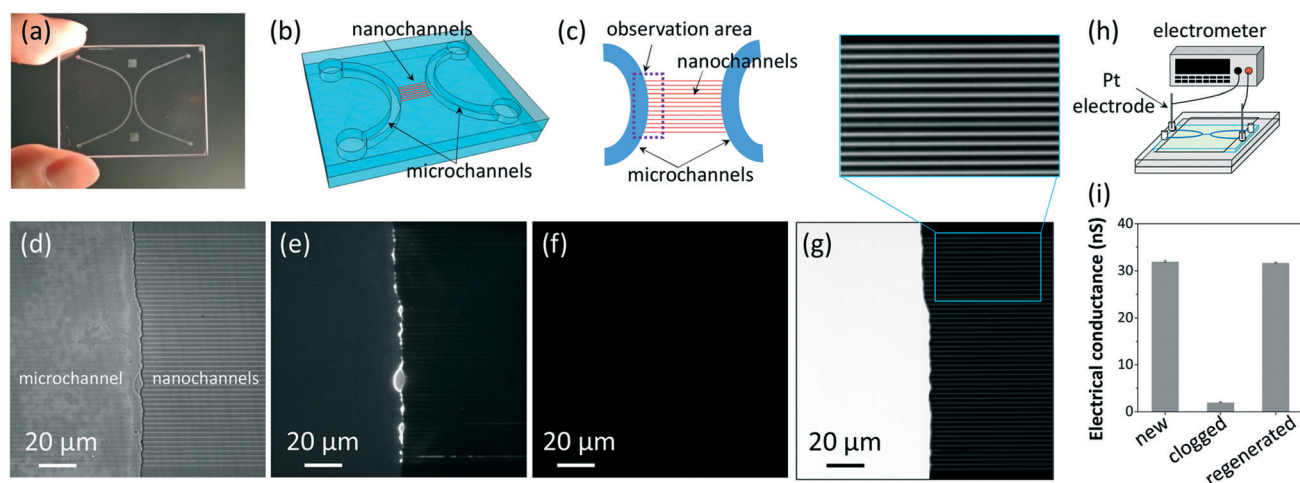 (a)
(b)
nanochannels
microchannels
(c)
observation area
nanochannels
microchannels
(h)
electrometer
Pt
electrode
(d)
microchannel
nanochannels
20 µm
(e)
20 µm
(f)
20 µm
(g)
20 µm
(i)
Electrical conductance (nS)
40
30
20
10
0
new
clogged
regenerated